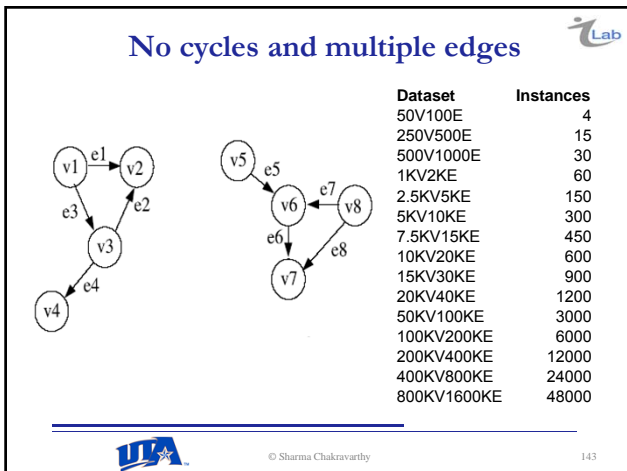 No cycles and multiple edges
iLab
v1
e1
v2
e3
e2
v3
e4
v4
v5
e5
e7
v6
v8
e6
e8
v7
Dataset Instances
50V100E 4
250V500E 15
500V1000E 30
1KV2KE 60
2.5KV5KE 150
5KV10KE 300
7.5KV15KE 450
10KV20KE 600
15KV30KE 900
20KV40KE 1200
50KV100KE 3000
100KV200KE 6000
200KV400KE 12000
400KV800KE 24000
800KV1600KE 48000
UTA
© Sharma Chakravarthy
143